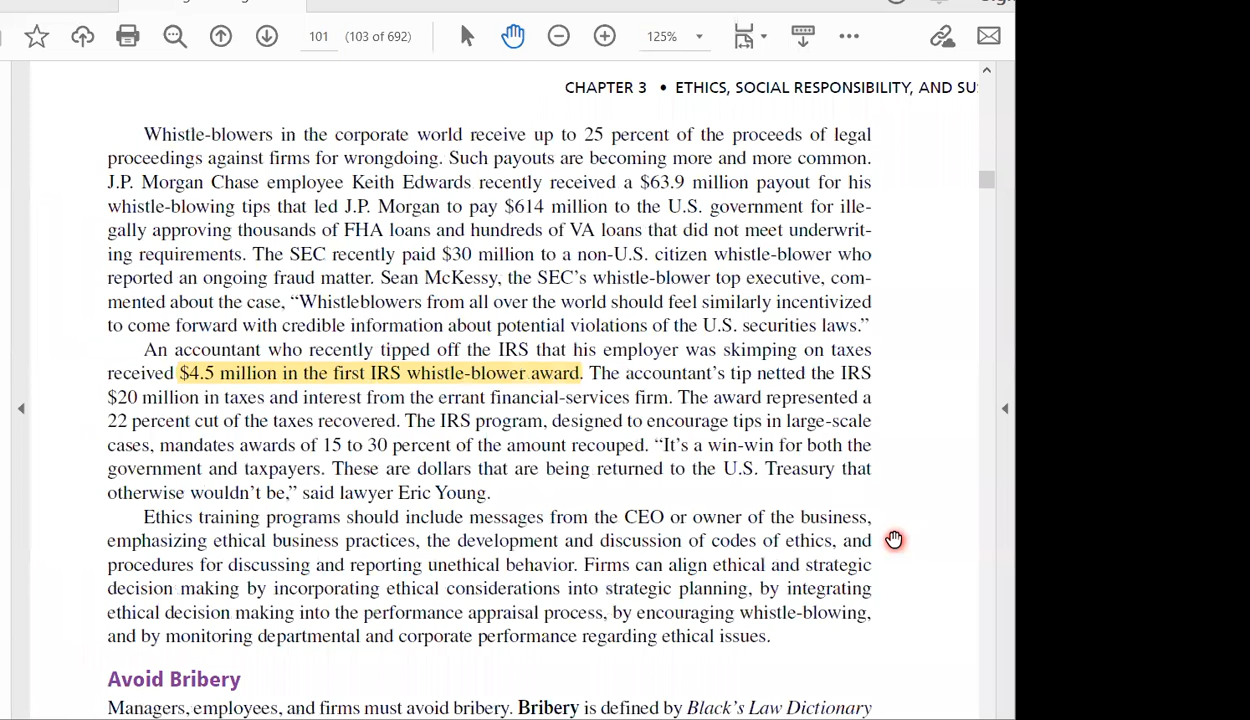 101 (103 of 692) 125%
CHAPTER 3 • ETHICS, SOCIAL RESPONSIBILITY, AND SU
Whistle-blowers in the corporate world receive up to 25 percent of the proceeds of legal
proceedings against firms for wrongdoing. Such payouts are becoming more and more common.
J.P. Morgan Chase employee Keith Edwards recently received a $63.9 million payout for his
whistle-blowing tips that led J.P. Morgan to pay $614 million to the U.S. government for ille-
gally approving thousands of FHA loans and hundreds of VA loans that did not meet underwrit-
ing requirements. The SEC recently paid $30 million to a non-U.S. citizen whistle-blower who
reported an ongoing fraud matter. Sean McKessy, the SEC’s whistle-blower top executive, com-
mented about the case, “Whistleblowers from all over the world should feel similarly incentivized
to come forward with credible information about potential violations of the U.S. securities laws.”
An accountant who recently tipped off the IRS that his employer was skimping on taxes
received $4.5 million in the first IRS whistle-blower award. The accountant’s tip netted the IRS
$20 million in taxes and interest from the errant financial-services firm. The award represented a
22 percent cut of the taxes recovered. The IRS program, designed to encourage tips in large-scale
cases, mandates awards of 15 to 30 percent of the amount recouped. “It’s a win-win for both the
government and taxpayers. These are dollars that are being returned to the U.S. Treasury that
otherwise wouldn’t be,” said lawyer Eric Young.
Ethics training programs should include messages from the CEO or owner of the business,
emphasizing ethical business practices, the development and discussion of codes of ethics, and
procedures for discussing and reporting unethical behavior. Firms can align ethical and strategic
decision making by incorporating ethical considerations into strategic planning, by integrating
ethical decision making into the performance appraisal process, by encouraging whistle-blowing,
and by monitoring departmental and corporate performance regarding ethical issues.
Avoid Bribery
Managers, employees, and firms must avoid bribery. Bribery is defined by Black’s Law Dictionary